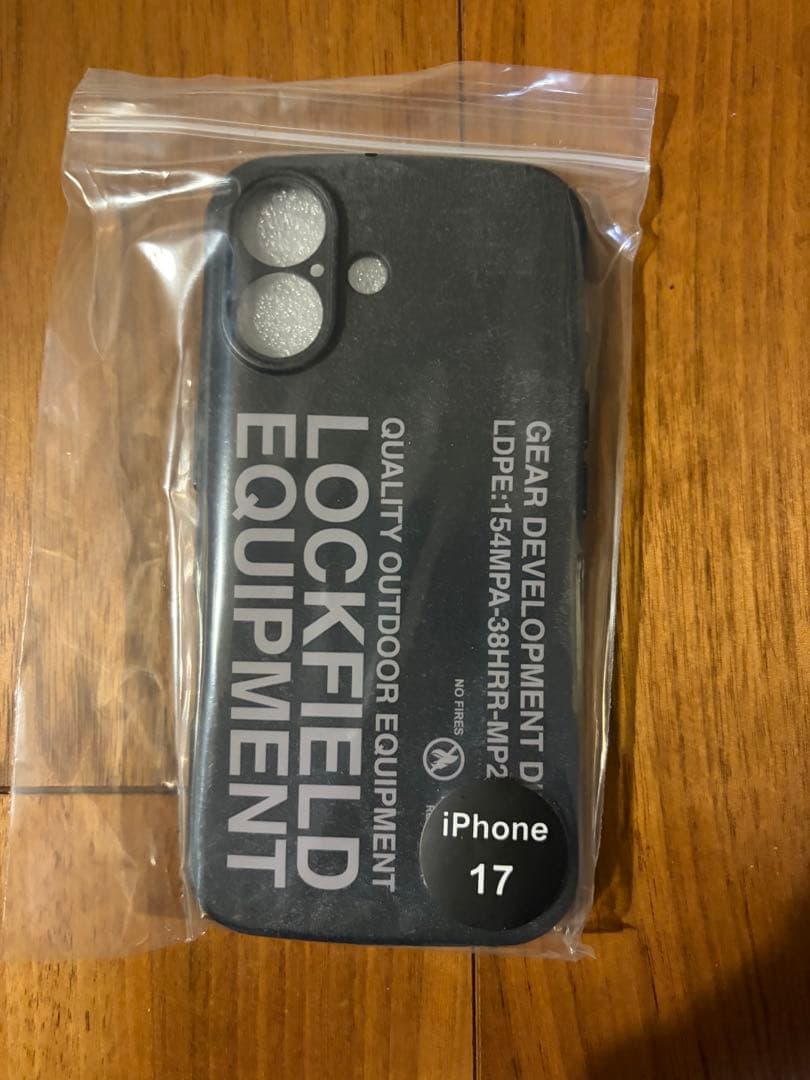 GEAR DEVELOPMENT
LDPE:154MPA-38HRR-MP2
NO FIRES
QUALITY OUTDOOR EQUIPMENT
LOCKFIELD
EQUIPMENT
iPhone
17